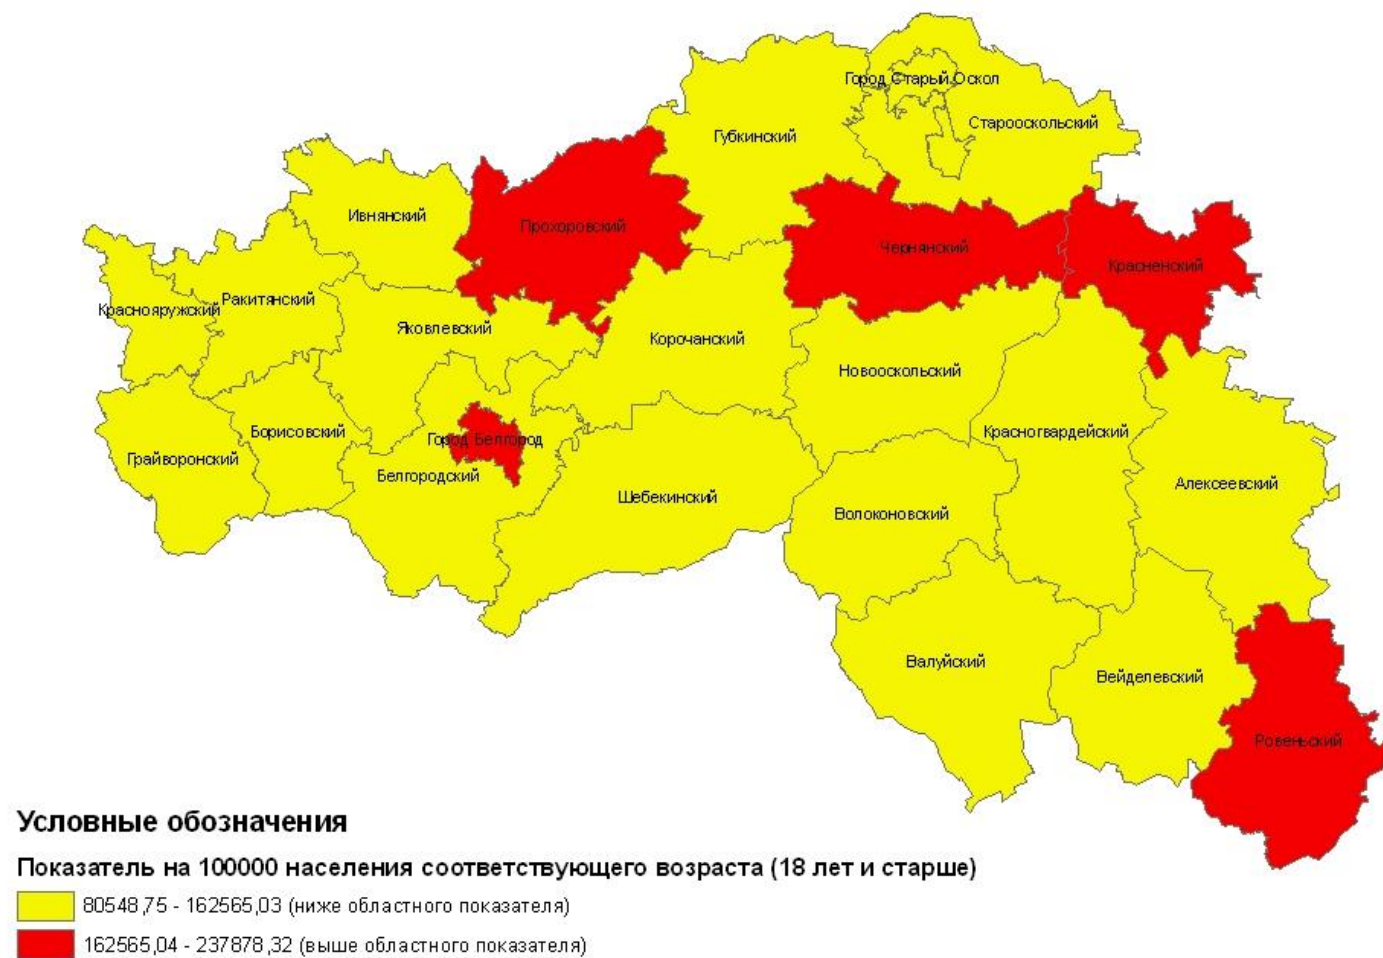 Город Старый Оскол
Старооскольский
Губкинский
Ивнянский
Прохоровский
Чернянский
Красненский
Ракитянский
Краснояружский
Яковлевский
Корочанский
Новооскольский
Красногвардейский
Борисовский
Город Белгород
Грайворонский
Белгородский
Шебекинский
Алексеевский
Волоконовский
Валуйский
Вейделевский
Ровеньский
Условные обозначения
Показатель на 100000 населения соответствующего возраста (18 лет и старше)
80548,75 - 162565,03 (ниже областного показателя)
162565,04 - 237878,32 (выше областного показателя)